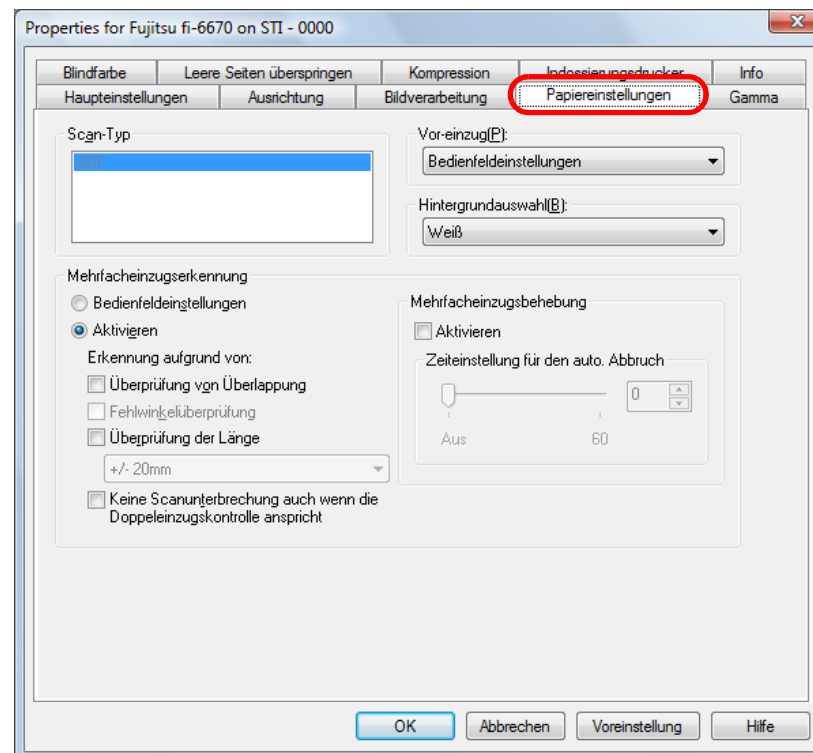 Properties for Fujitsu fi-6670 on STI - 0000
Blindfarbe Leere Seiten überspringen Kompression Indossierungsdrucker Info
Haupteinstellungen Ausrichtung Bildverarbeitung Papiereinstellungen Gamma
Scan-Typ
ADF
Vor-einzug(P):
Bedienfeldeinstellungen
Hintergrundauswahl(B):
Weiß
Mehrfacheinzugserkennung
Bedienfeldeinstellungen
Aktivieren
Erkennung aufgrund von:
Überprüfung von Überlappung
Fehlwinkelüberprüfung
Überprüfung der Länge
+/- 20mm
Keine Scanunterbrechung auch wenn die
Doppeleinzugskontrolle anspricht
Mehrfacheinzugsbehebung
Aktivieren
Zeiteinstellung für den auto. Abbruch
0
Aus 60
OK Abbrechen Voreinstellung Hilfe